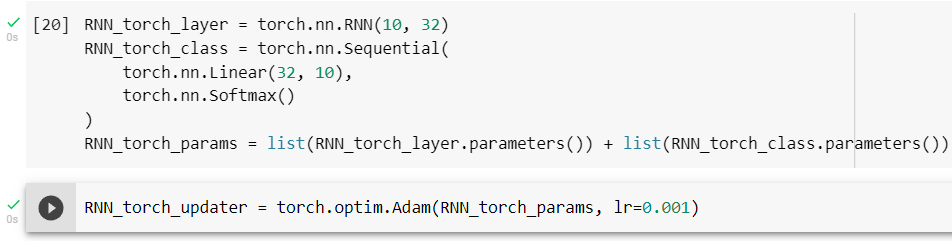 [20] RNN_torch_layer = torch.nn.RNN(10, 32)
0s
RNN_torch_class = torch.nn.Sequential(
    torch.nn.Linear(32, 10),
    torch.nn.Softmax()
)
RNN_torch_params = list(RNN_torch_layer.parameters()) + list(RNN_torch_class.parameters())
RNN_torch_updater = torch.optim.Adam(RNN_torch_params, lr=0.001)
0s